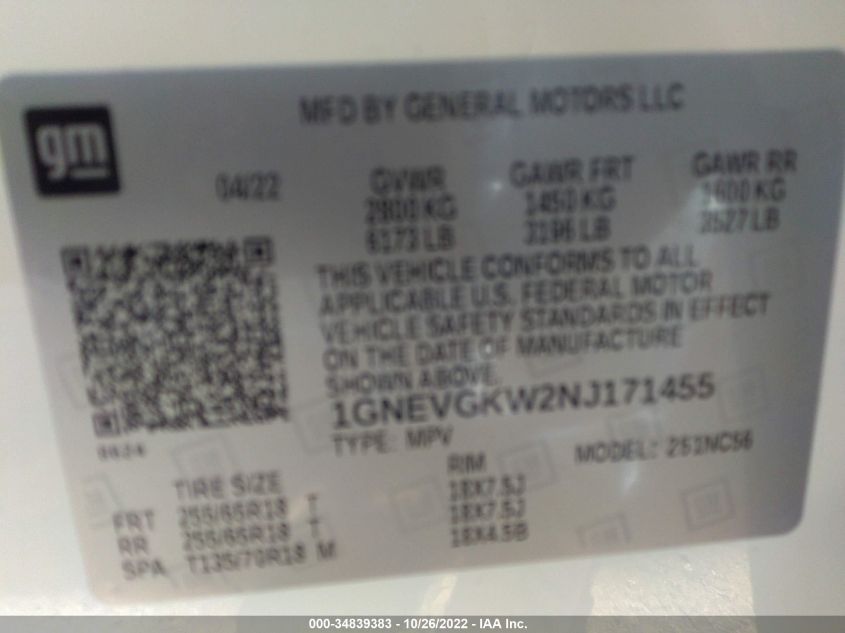 MFD BY GENERAL MOTORS LLC
gm
04/22
GVWR GAWR FRT GAWR RR
2800 KG 1450 KG 1600 KG
6173 LB 3196 LB 3527 LB
THIS VEHICLE CONFORMS TO ALL
APPLICABLE U.S. FEDERAL MOTOR
VEHICLE SAFETY STANDARDS IN EFFECT
ON THE DATE OF MANUFACTURE
SHOWN ABOVE.
1GNEVGKW2NJ171455
TYPE: MPV MODEL: 251NC56
TIRE SIZE RIM
FRT 255/65R18 T 18X7.5J
RR 255/65R18 T 18X7.5J
SPA T135/70R18 M 18X4.5B
000-34839383 - 10/26/2022 - IAA Inc.